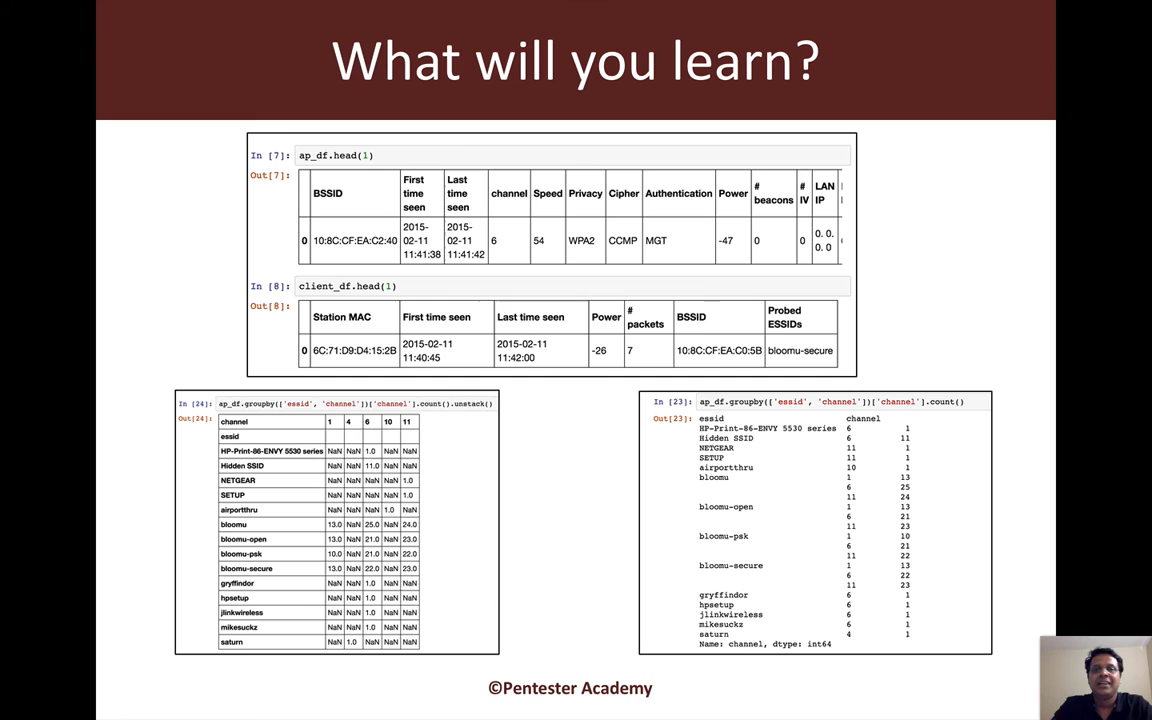 What will you learn?
In [7]: ap_df.head(1)
Out[7]:
BSSID First time seen Last time seen channel Speed Privacy Cipher Authentication Power # beacons # IV LAN IP
0 10:8C:CF:EA:C2:40 2015-02-11 11:41:38 2015-02-11 11:41:42 6 54 WPA2 CCMP MGT -47 0 0 0. 0. 0. 0
In [8]: client_df.head(1)
Out[8]:
Station MAC First time seen Last time seen Power # packets BSSID Probed ESSIDs
0 6C:71:D9:D4:15:2B 2015-02-11 11:40:45 2015-02-11 11:42:00 -26 7 10:8C:CF:EA:C0:5B bloomu-secure
In [24]: ap_df.groupby(['essid', 'channel'])['channel'].count().unstack()
Out[24]:
channel 1 4 6 10 11
essid
HP-Print-86-ENVY 5530 series NaN NaN 1.0 NaN NaN
Hidden SSID NaN NaN 11.0 NaN NaN
NETGEAR NaN NaN NaN NaN 1.0
SETUP NaN NaN NaN NaN 1.0
airportthru NaN NaN NaN 1.0 NaN
bloomu 13.0 NaN 25.0 NaN 24.0
bloomu-open 13.0 NaN 21.0 NaN 23.0
bloomu-psk 10.0 NaN 21.0 NaN 22.0
bloomu-secure 13.0 NaN 22.0 NaN 23.0
gryffindor NaN NaN 1.0 NaN NaN
hpsetup NaN NaN 1.0 NaN NaN
jlinkwireless NaN NaN 1.0 NaN NaN
mikesuckz NaN NaN 1.0 NaN NaN
saturn NaN 1.0 NaN NaN NaN
In [23]: ap_df.groupby(['essid', 'channel'])['channel'].count()
Out[23]: essid channel
HP-Print-86-ENVY 5530 series 6 1
Hidden SSID 6 11
NETGEAR 11 1
SETUP 11 1
airportthru 10 1
bloomu 1 13
6 25
11 24
bloomu-open 1 13
6 21
11 23
bloomu-psk 1 10
6 21
11 22
bloomu-secure 1 13
6 22
11 23
gryffindor 6 1
hpsetup 6 1
jlinkwireless 6 1
mikesuckz 6 1
saturn 4 1
Name: channel, dtype: int64
©Pentester Academy